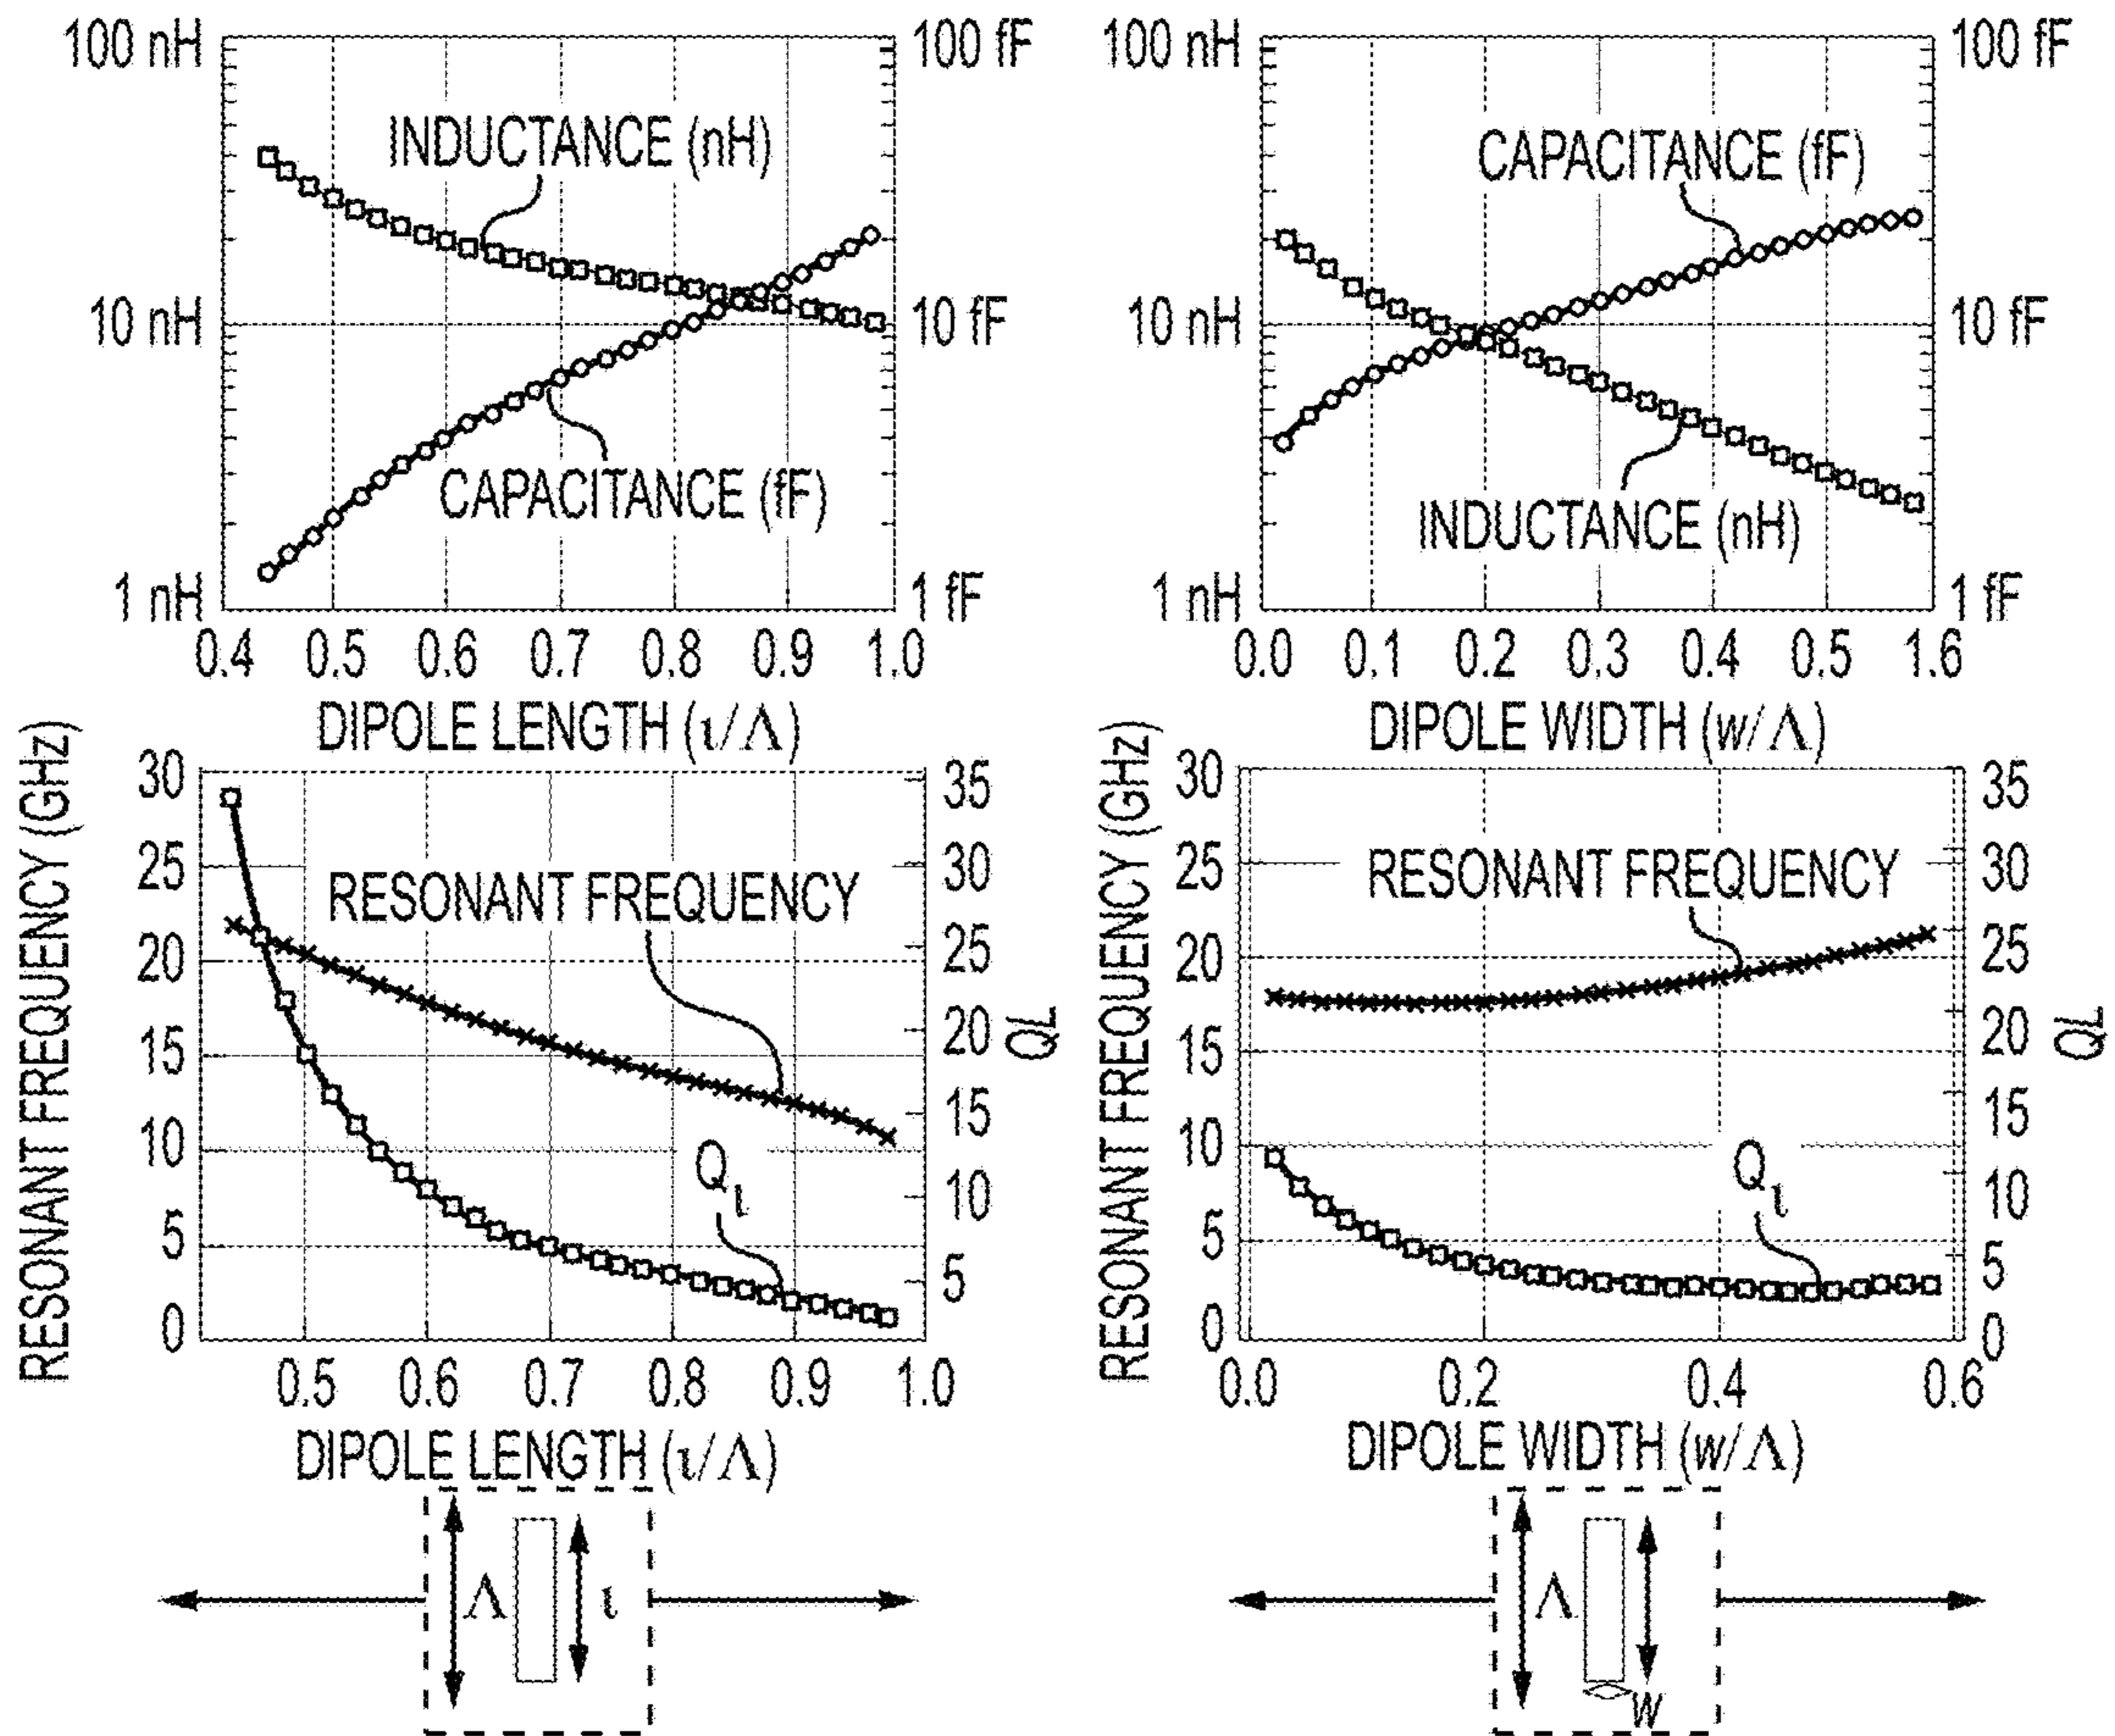 100 nH
100 fF
INDUCTANCE (nH)
10 nH
10 fF
CAPACITANCE (fF)
1 nH
1 fF
0.4 0.5 0.6 0.7 0.8 0.9 1.0
DIPOLE LENGTH (ι/Λ)
100 nH
100 fF
CAPACITANCE (fF)
10 nH
10 fF
INDUCTANCE (nH)
1 nH
1 fF
0.0 0.1 0.2 0.3 0.4 0.5 1.6
DIPOLE WIDTH (w/Λ)
RESONANT FREQUENCY (GHz)
30
25
20
15
10
5
0
RESONANT FREQUENCY
Qι
35
30
25
20
15
10
5
QL
0.5 0.6 0.7 0.8 0.9 1.0
DIPOLE LENGTH (ι/Λ)
RESONANT FREQUENCY (GHz)
30
25
20
15
10
5
0
RESONANT FREQUENCY
Qι
35
30
25
20
15
10
5
0
QL
0.0 0.2 0.4 0.6
DIPOLE WIDTH (w/Λ)
Λ ι
Λ
w